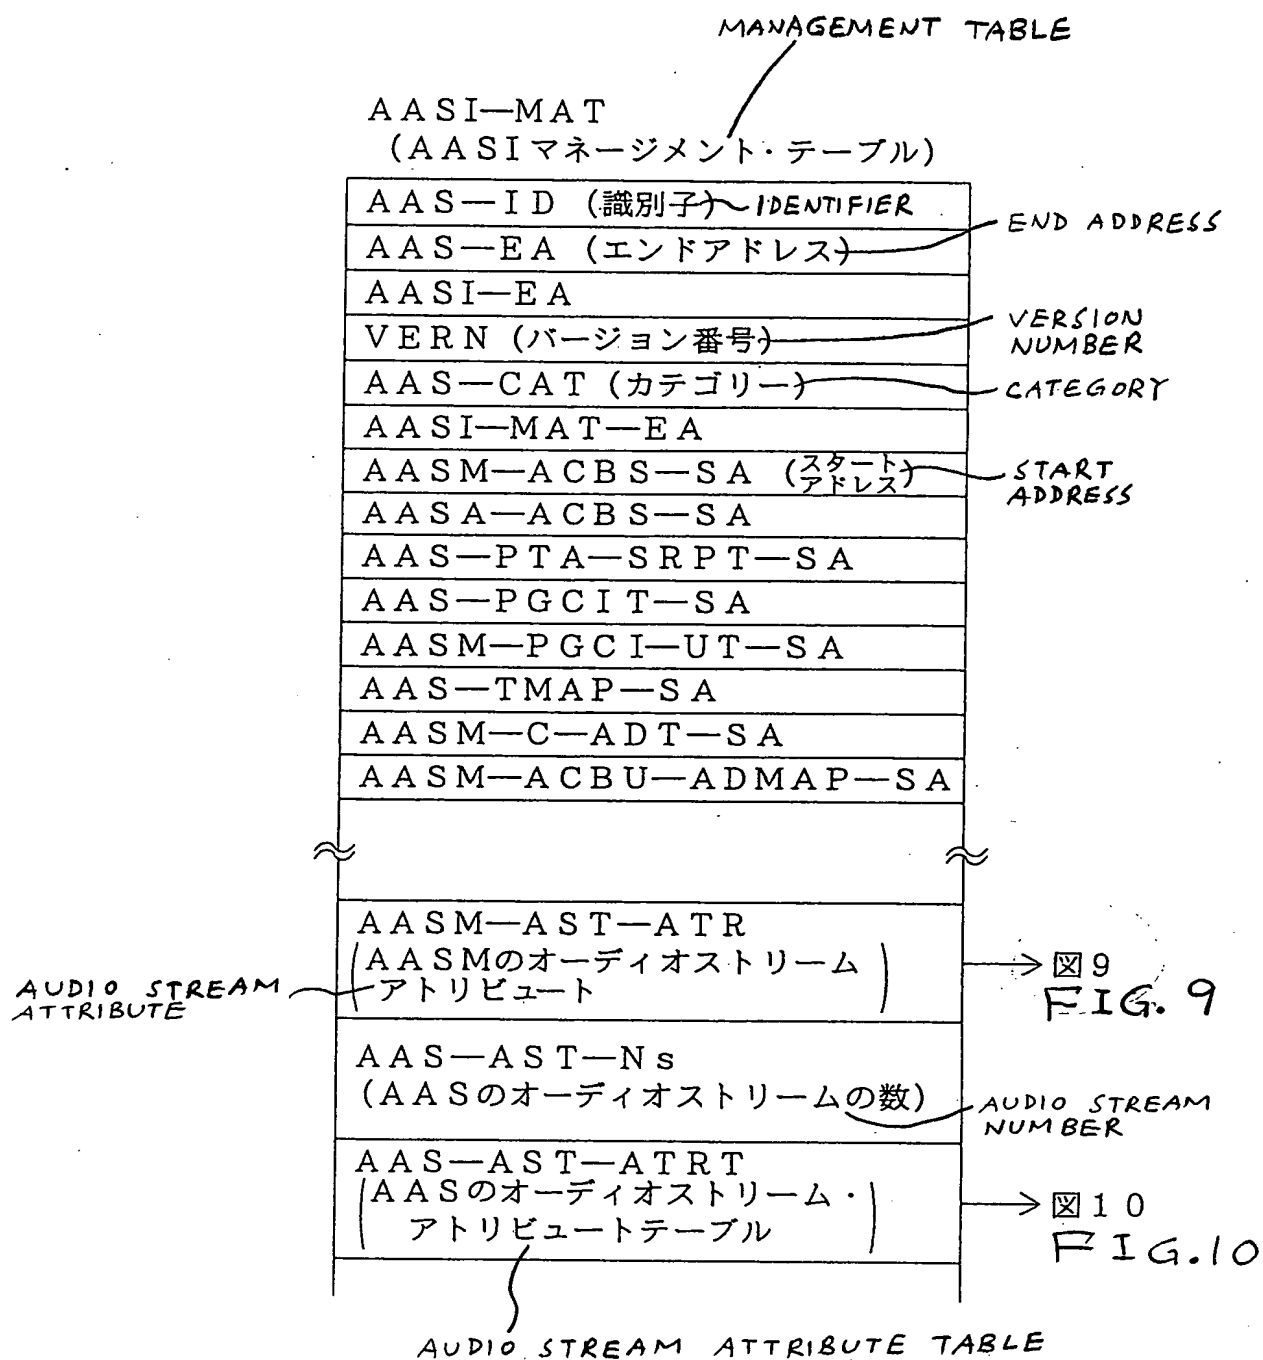 MANAGEMENT TABLE
AASI—MAT
(AASIマネージメント・テーブル)
AAS—ID (識別子) IDENTIFIER
END ADDRESS
AAS—EA (エンドアドレス)
AASI—EA
VERN (バージョン番号)
VERSION
NUMBER
AAS—CAT (カテゴリー)
CATEGORY
AASI—MAT—EA
AASM—ACBS—SA (スタート
アドレス)
START
ADDRESS
AASA—ACBS—SA
AAS—PTA—SRPT—SA
AAS—PGCIT—SA
AASM—PGCI—UT—SA
AAS—TMAP—SA
AASM—C—ADT—SA
AASM—ACBU—ADMAP—SA
AASM—AST—ATR
(AASMのオーディオストリーム
アトリビュート)
AUDIO STREAM
ATTRIBUTE
図9
FIG. 9
AAS—AST—Ns
(AASのオーディオストリームの数)
AUDIO STREAM
NUMBER
AAS—AST—ATRT
(AASのオーディオストリーム・
アトリビュートテーブル)
図10
FIG.10
AUDIO STREAM ATTRIBUTE TABLE